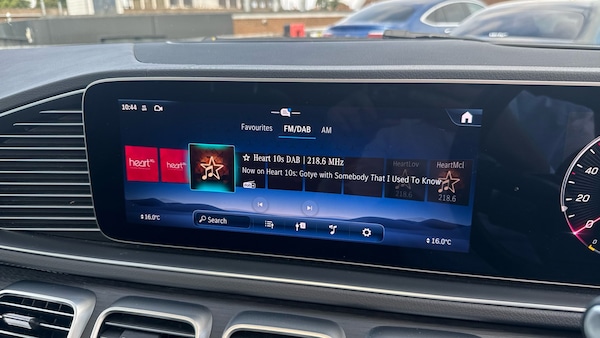 10:44
Favourites FM/DAB AM
heart
heart
Heart 10s DAB | 218.6 MHz
Now on Heart 10s: Gotye with Somebody That I Used To Know
HeartLov
HeartMcl
218.6
218.6
16.0°C
Search
16.0°C
40
20
0